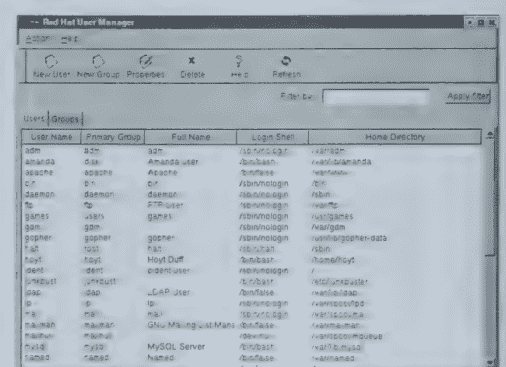 Red Hat User Manager
Action Help
New User New Group Properties Delete Help Refresh
Filter by: Apply filter
Users Groups
User Name Primary Group Full Name Login Shell Home Directory
adm adm adm /sbin/nologin /var/adm
amanda disk Amanda user /bin/bash /var/lib/amanda
apache apache Apache /bin/false /var/www
bin bin bin /sbin/nologin /bin
daemon daemon daemon /sbin/nologin /sbin
ftp ftp FTP user /sbin/nologin /var/ftp
games users games /sbin/nologin /usr/games
gdm gdm /sbin/nologin /var/gdm
gopher gopher gopher /sbin/nologin /usr/lib/gopher-data
halt root halt /sbin/halt /sbin
hoyt hoyt Hoyt Duff /bin/bash /home/hoyt
ident ident pident user /sbin/nologin /
junkbust junkbust /bin/bash /etc/junkbuster
ldap ldap LDAP User /bin/false /var/lib/ldap
lp lp lp /sbin/nologin /var/spool/lpd
mail mail mail /sbin/nologin /var/spool/mail
mailman mailman GNU Mailing List Mana /bin/false /var/mailman
mailnull mailnull /dev/null /var/spool/mqueue
mysql mysql MySQL Server /bin/bash /var/lib/mysql
named named Named /bin/false /var/named